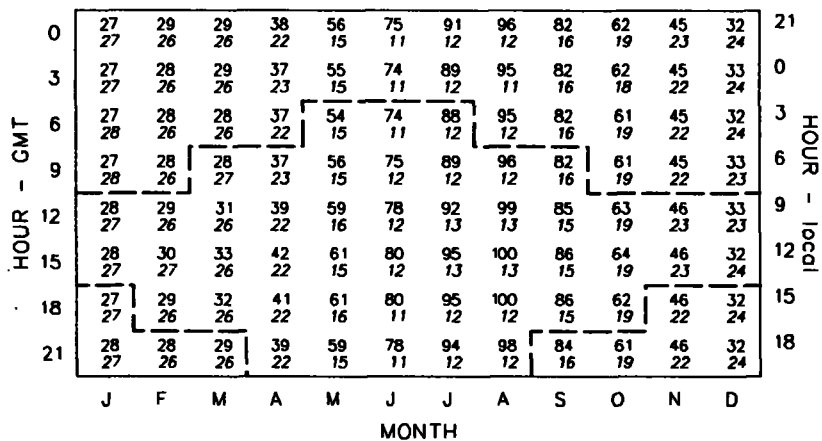 0 27 29 29 38 56 75 91 96 82 62 45 32 21
27 26 26 22 15 11 12 12 16 19 23 24
3 27 28 29 37 55 74 89 95 82 62 45 33 0
27 26 26 23 15 11 12 11 16 18 22 24
6 27 28 28 37 54 74 88 95 82 61 45 32 3
28 26 26 22 15 11 12 12 16 19 22 24
9 27 28 28 37 56 75 89 96 82 61 45 33 6
28 26 27 23 15 12 12 12 16 19 22 23
12 28 29 31 39 59 78 92 99 85 63 46 33 9
27 26 26 22 16 12 13 13 15 19 23 23
15 28 30 33 42 61 80 95 100 86 64 46 32 12
27 27 26 22 15 12 13 13 15 19 23 24
18 27 29 32 41 61 80 95 100 86 62 46 32 15
27 26 26 22 16 11 12 12 15 19 22 24
21 28 28 29 39 59 78 94 98 84 61 46 32 18
27 26 26 22 15 11 12 12 16 19 22 24
J F M A M J J A S O N D
MONTH
HOUR - GMT
HOUR - local